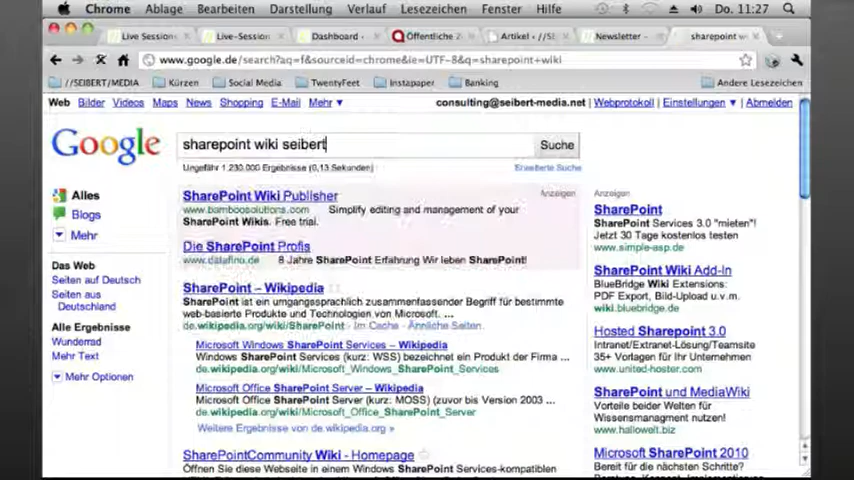 Chrome Ablage Bearbeiten Darstellung Verlauf Lesezeichen Fenster Hilfe Do. 11:27
Live Session Live-Session Dashboard - Öffentliche Artikel - //SE Newsletter - sharepoint wi
www.google.de/search?aq=f&sourceid=chrome&ie=UTF-8&q=sharepoint+wiki
//SEIBERT/MEDIA Kürzen Social Media TwentyFeet Instapaper Banking Andere Lesezeichen
Web Bilder Videos Maps News Shopping E-Mail Mehr consulting@seibert-media.net | Webprotokoll | Einstellungen | Abmelden
Google sharepoint wiki seibert Suche
Ungefähr 1.230.000 Ergebnisse (0,13 Sekunden) Erweiterte Suche
Alles
Blogs
Mehr
Das Web
Seiten auf Deutsch
Seiten aus
Deutschland
Alle Ergebnisse
Wunderrad
Mehr Text
Mehr Optionen
SharePoint Wiki Publisher Anzeigen
www.bamboosolutions.com Simplify editing and management of your
SharePoint Wikis. Free trial.
Die SharePoint Profis
www.datafino.de 8 Jahre SharePoint Erfahrung Wir leben SharePoint!
SharePoint – Wikipedia
SharePoint ist ein umgangssprachlich zusammenfassender Begriff für bestimmte
web-basierte Produkte und Technologien von Microsoft. ...
de.wikipedia.org/wiki/SharePoint - Im Cache - Ähnliche Seiten
Microsoft Windows SharePoint Services – Wikipedia
Windows SharePoint Services (kurz: WSS) bezeichnet ein Produkt der Firma ...
de.wikipedia.org/wiki/Microsoft_Windows_SharePoint_Services
Microsoft Office SharePoint Server – Wikipedia
Microsoft Office SharePoint Server (kurz: MOSS) (zuvor bis Version 2003 ...
de.wikipedia.org/wiki/Microsoft_Office_SharePoint_Server
Weitere Ergebnisse von de.wikipedia.org »
SharePointCommunity Wiki - Homepage
Öffnen Sie diese Webseite in einem Windows SharePoint Services-kompatiblen
Anzeigen
SharePoint
SharePoint Services 3.0 "mieten"!
Jetzt 30 Tage kostenlos testen
www.simple-asp.de
SharePoint Wiki Add-In
BlueBridge Wiki Extensions:
PDF Export, Bild-Upload u.v.m.
wiki.bluebridge.de
Hosted Sharepoint 3.0
Intranet/Extranet-Lösung/Teamsite
35+ Vorlagen für Ihr Unternehmen
www.united-hoster.com
SharePoint und MediaWiki
Vorteile beider Welten für
Wissensmanagment nutzen!
www.hallowelt.biz
Microsoft SharePoint 2010
Bereit für die nächsten Schritte?